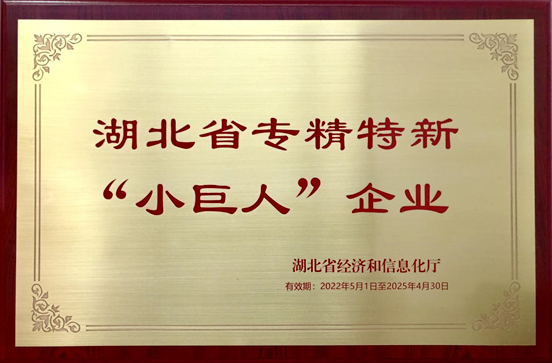 湖北省专精特新
“小巨人”企业
湖北省经济和信息化厅
有效期：2022年5月1日至2025年4月30日